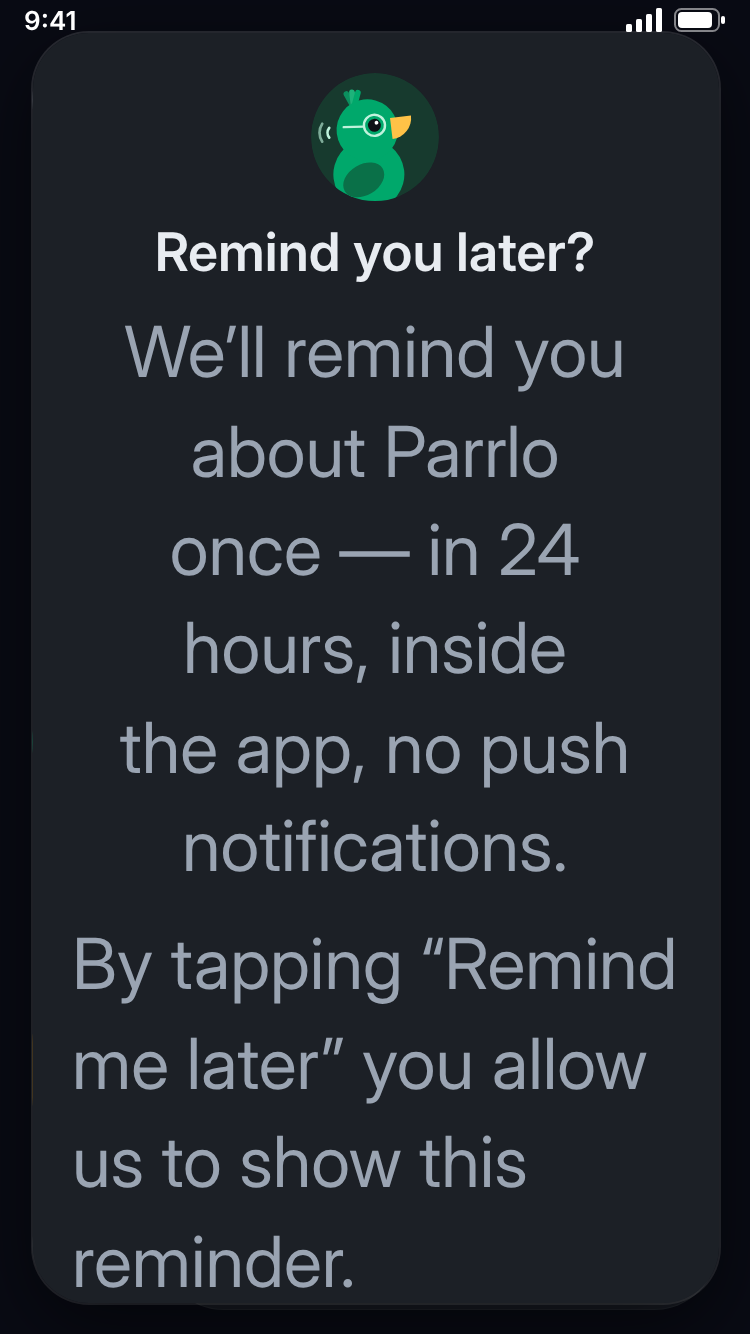 9:41
Remind you later?
We’ll remind you
about Parrlo
once — in 24
hours, inside
the app, no push
notifications.
By tapping “Remind
me later” you allow
us to show this
reminder.